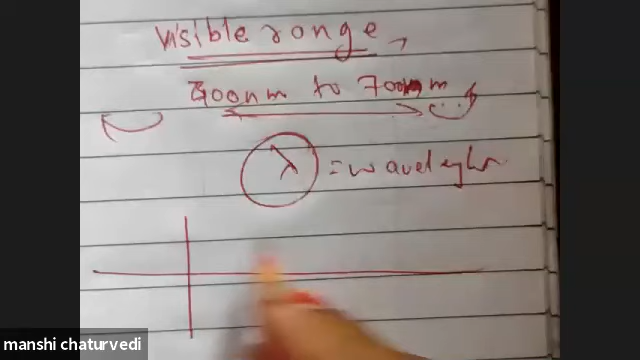 visible range
400nm to 700nm
λ = wavelength
manshi chaturvedi